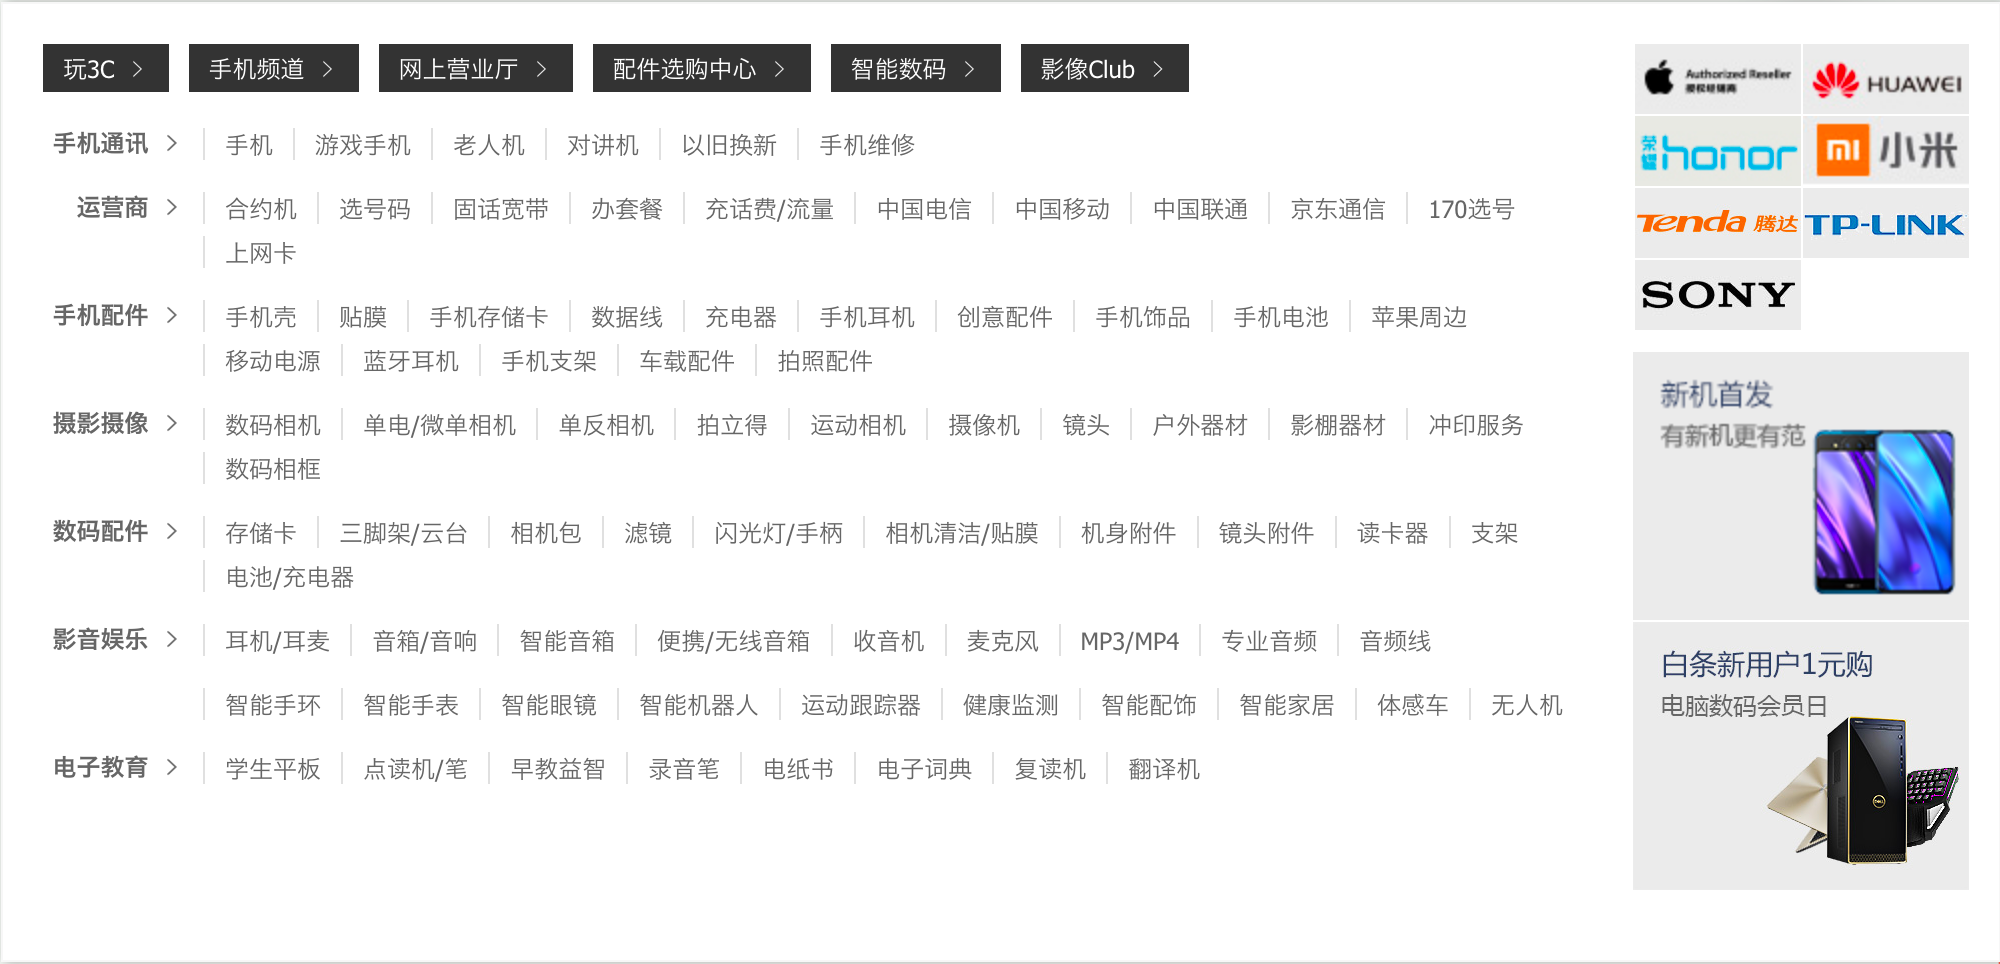 玩3C
手机频道
网上营业厅
配件选购中心
智能数码
影像Club
手机通讯 手机 游戏手机 老人机 对讲机 以旧换新 手机维修
运营商 合约机 选号码 固话宽带 办套餐 充话费/流量 中国电信 中国移动 中国联通 京东通信 170选号
上网卡
手机配件 手机壳 贴膜 手机存储卡 数据线 充电器 手机耳机 创意配件 手机饰品 手机电池 苹果周边
移动电源 蓝牙耳机 手机支架 车载配件 拍照配件
摄影摄像 数码相机 单电/微单相机 单反相机 拍立得 运动相机 摄像机 镜头 户外器材 影棚器材 冲印服务
数码相框
数码配件 存储卡 三脚架/云台 相机包 滤镜 闪光灯/手柄 相机清洁/贴膜 机身附件 镜头附件 读卡器 支架
电池/充电器
影音娱乐 耳机/耳麦 音箱/音响 智能音箱 便携/无线音箱 收音机 麦克风 MP3/MP4 专业音频 音频线
智能手环 智能手表 智能眼镜 智能机器人 运动跟踪器 健康监测 智能配饰 智能家居 体感车 无人机
电子教育 学生平板 点读机/笔 早教益智 录音笔 电纸书 电子词典 复读机 翻译机
Authorized Reseller
授权经销商
HUAWEI
荣耀 honor
mi 小米
Tenda 腾达
TP-LINK
SONY
新机首发
有新机更有范
白条新用户1元购
电脑数码会员日
DELL